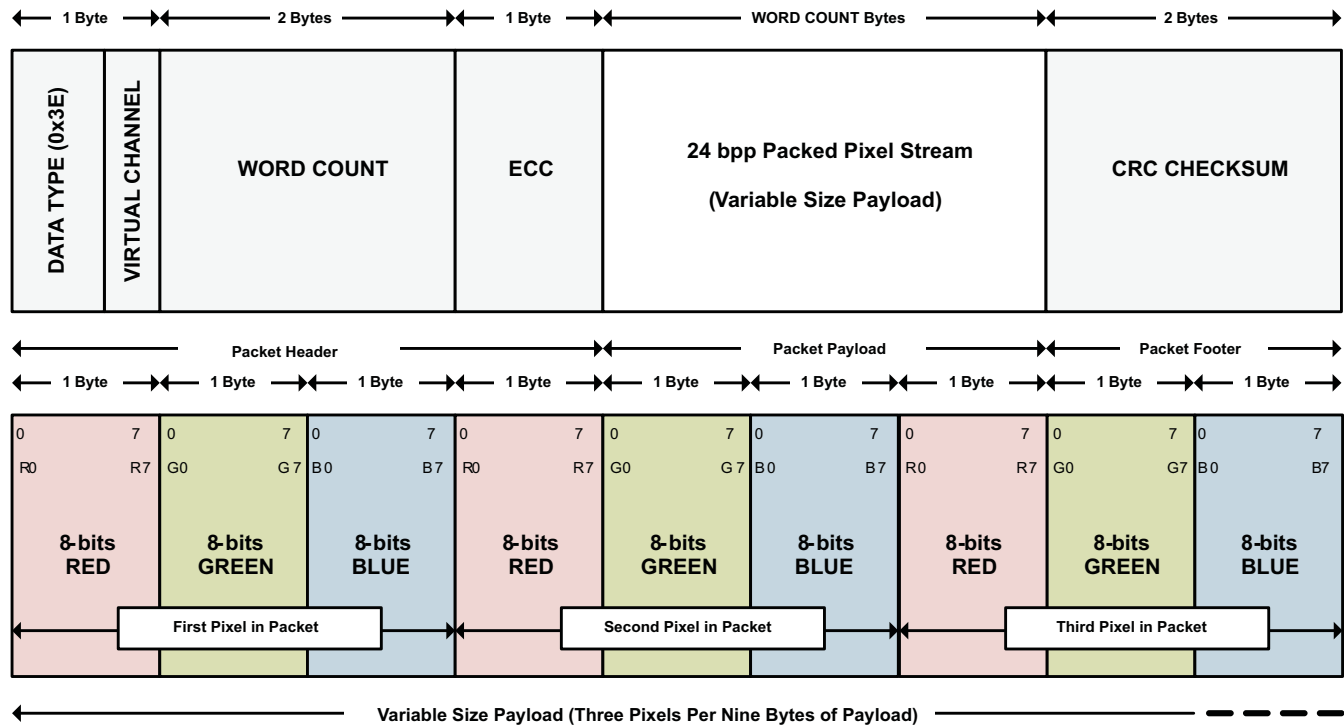 1 Byte 2 Bytes 1 Byte WORD COUNT Bytes 2 Bytes
DATA TYPE (0x3E)
VIRTUAL CHANNEL
WORD COUNT
ECC
24 bpp Packed Pixel Stream
(Variable Size Payload)
CRC CHECKSUM
Packet Header Packet Payload Packet Footer
1 Byte 1 Byte 1 Byte 1 Byte 1 Byte 1 Byte 1 Byte 1 Byte 1 Byte
0 7 0 7 0 7 0 7 0 7 0 7 0 7 0 7 0 7
R0 R7 G0 G7 B0 B7 R0 R7 G0 G7 B0 B7 R0 R7 G0 G7 B0 B7
8-bits 8-bits 8-bits 8-bits 8-bits 8-bits 8-bits 8-bits 8-bits
RED GREEN BLUE RED GREEN BLUE RED GREEN BLUE
First Pixel in Packet Second Pixel in Packet Third Pixel in Packet
Variable Size Payload (Three Pixels Per Nine Bytes of Payload)